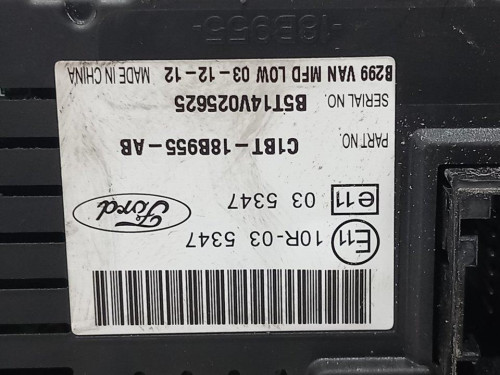 E11 10R-03 5347
e11 03 5347
Ford
PART NO.
C1BT-18B955-AB
SERIAL NO.
B5T14V025625
B299 VAN MFD LOW 03-12-12
MADE IN CHINA
-18B955-